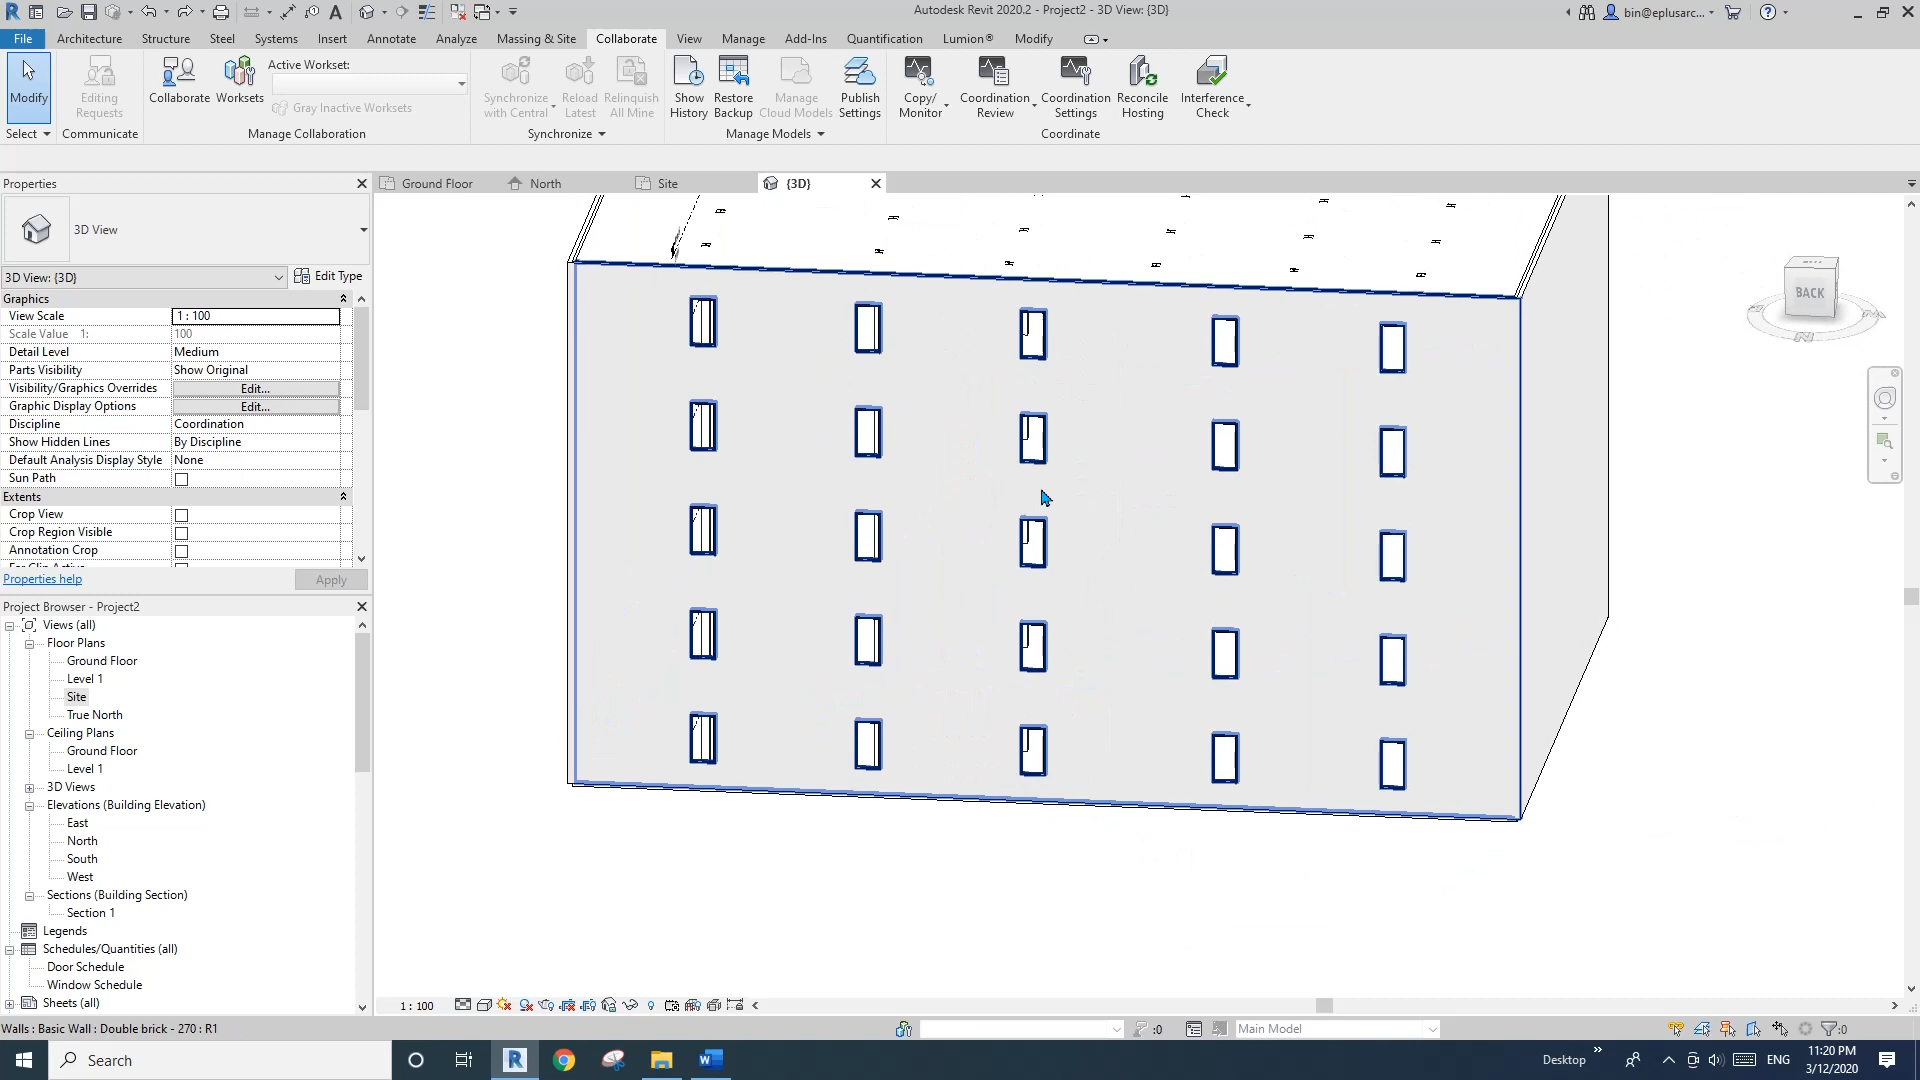 Autodesk Revit 2020.2 - Project2 - 3D View: {3D}
bin@eplusarc...
File Architecture Structure Steel Systems Insert Annotate Analyze Massing & Site Collaborate View Manage Add-Ins Quantification Lumion® Modify
Modify
Select
Editing Requests
Communicate
Collaborate
Worksets
Active Workset:
Gray Inactive Worksets
Manage Collaboration
Synchronize with Central
Reload Latest
Relinquish All Mine
Synchronize
Show History
Restore Backup
Manage Cloud Models
Publish Settings
Manage Models
Copy/ Monitor
Coordination Review
Coordination Settings
Reconcile Hosting
Interference Check
Coordinate
Properties
Ground Floor
North
Site
{3D}
3D View
3D View: {3D}
Edit Type
Graphics
View Scale 1 : 100
Scale Value 1: 100
Detail Level Medium
Parts Visibility Show Original
Visibility/Graphics Overrides Edit...
Graphic Display Options Edit...
Discipline Coordination
Show Hidden Lines By Discipline
Default Analysis Display Style None
Sun Path
Extents
Crop View
Crop Region Visible
Annotation Crop
Far Clip Active
Properties help
Apply
Project Browser - Project2
Views (all)
Floor Plans
Ground Floor
Level 1
Site
True North
Ceiling Plans
Ground Floor
Level 1
3D Views
Elevations (Building Elevation)
East
North
South
West
Sections (Building Section)
Section 1
Legends
Schedules/Quantities (all)
Door Schedule
Window Schedule
Sheets (all)
BACK
N
1 : 100
Walls : Basic Wall : Double brick - 270 : R1
:0
Main Model
:0
Search
Desktop
ENG
11:20 PM
3/12/2020